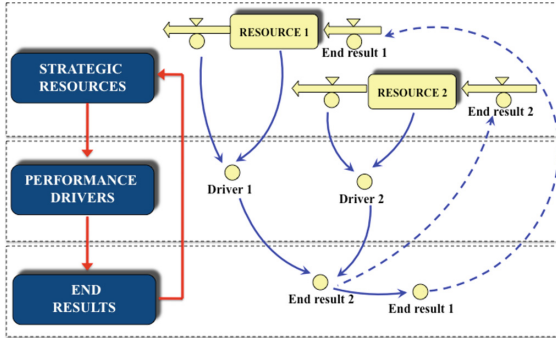 RESOURCE 1
End result 1
STRATEGIC
RESOURCES
RESOURCE 2
End result 2
PERFORMANCE
DRIVERS
Driver 1
Driver 2
END
RESULTS
End result 2
End result 1